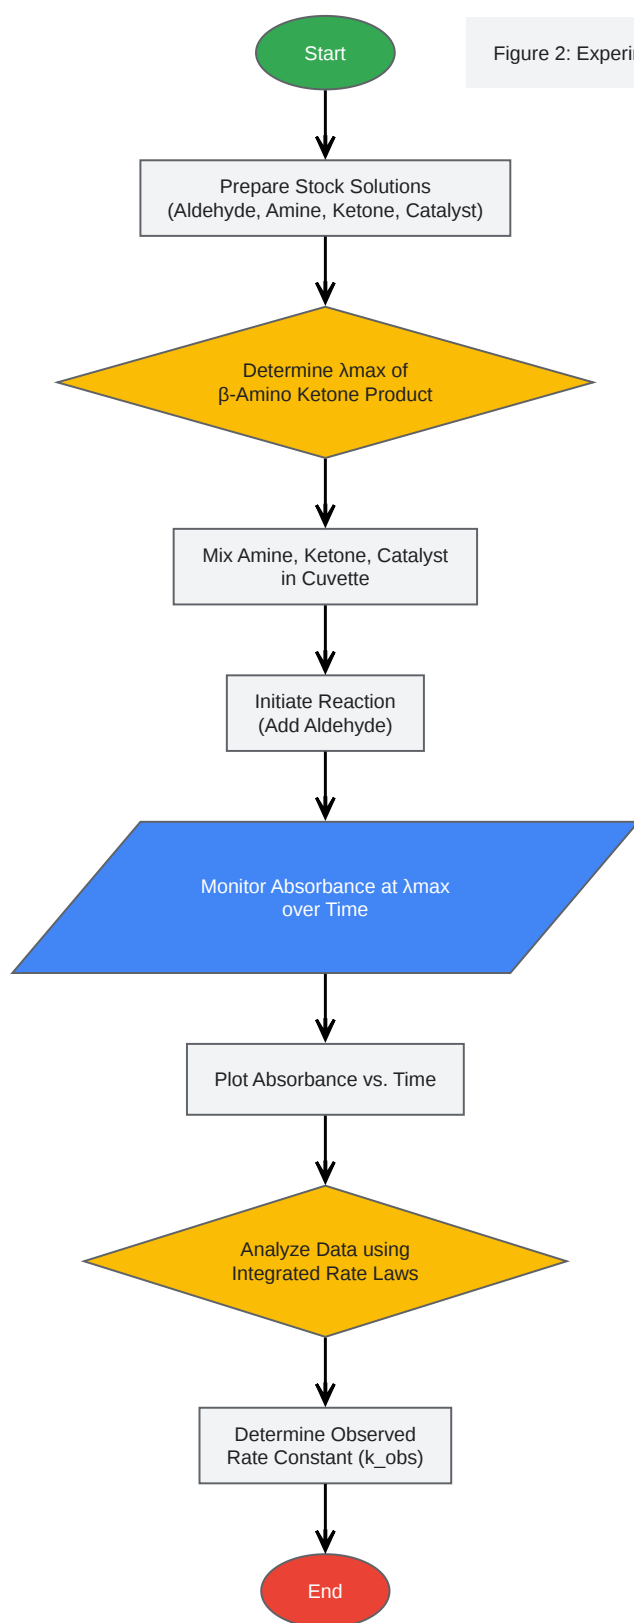 Start
Figure 2: Experi
Prepare Stock Solutions
(Aldehyde, Amine, Ketone, Catalyst)
Determine λmax of
β-Amino Ketone Product
Mix Amine, Ketone, Catalyst
in Cuvette
Initiate Reaction
(Add Aldehyde)
Monitor Absorbance at λmax
over Time
Plot Absorbance vs. Time
Analyze Data using
Integrated Rate Laws
Determine Observed
Rate Constant (k_obs)
End